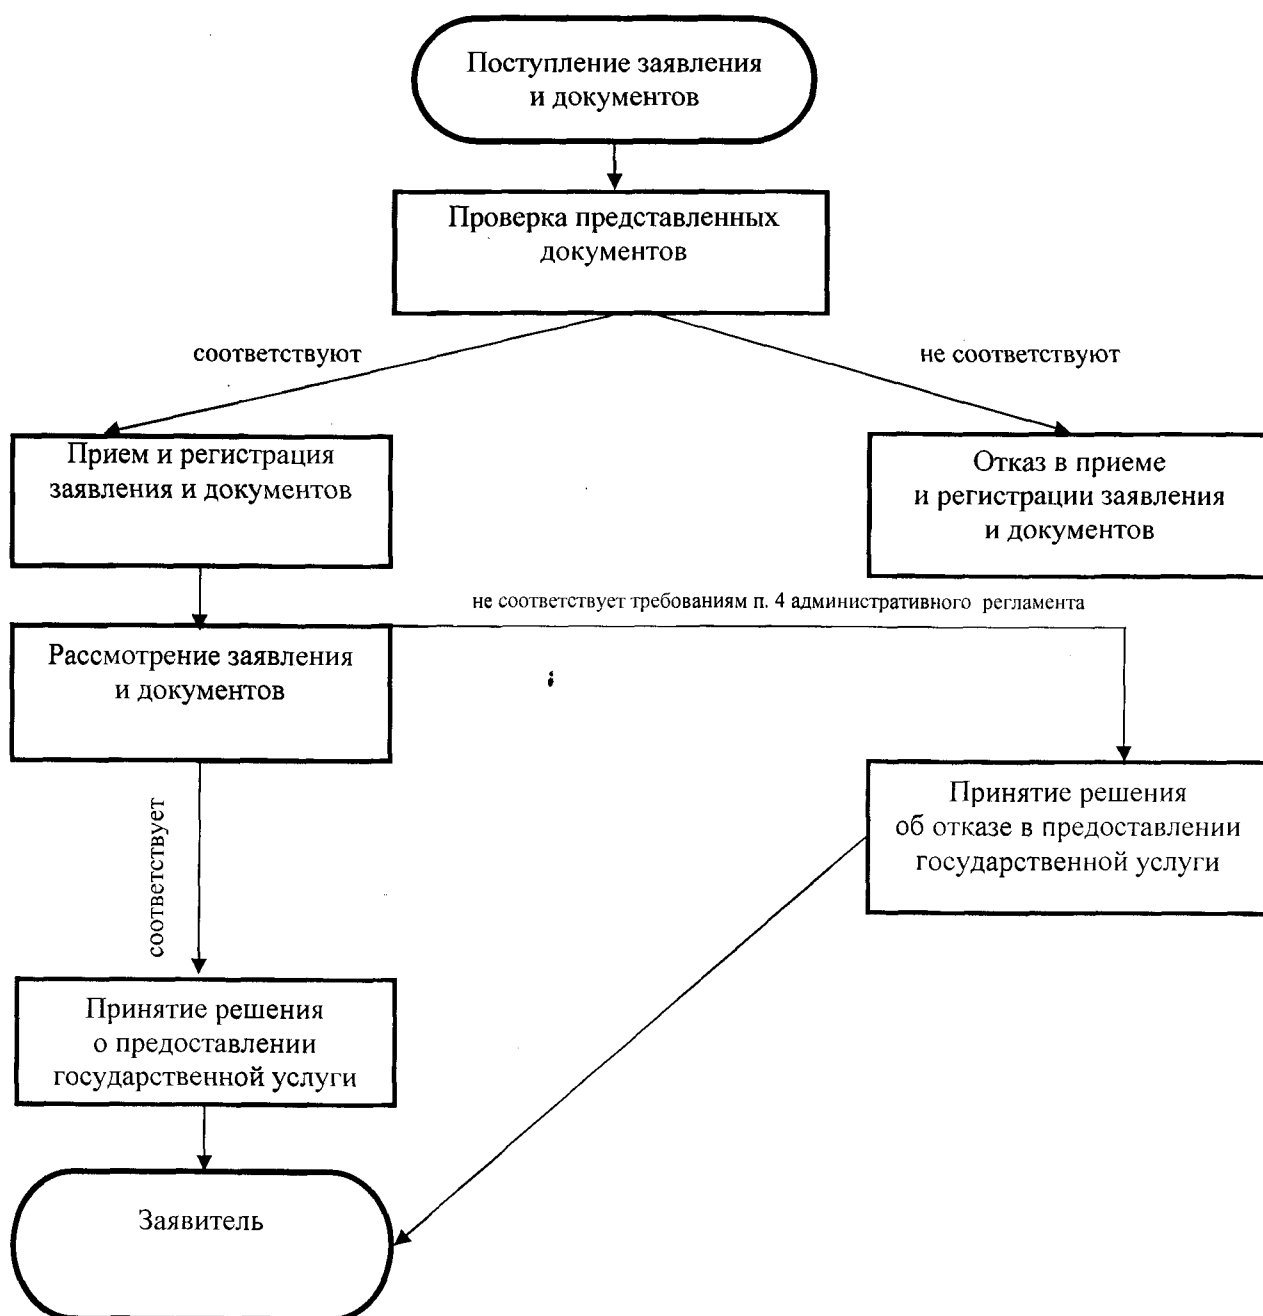 Поступление заявления
и документов
Проверка представленных
документов
соответствуют
не соответствуют
Прием и регистрация
заявления и документов
Отказ в приеме
и регистрации заявления
и документов
не соответствует требованиям п. 4 административного регламента
Рассмотрение заявления
и документов
соответствует
Принятие решения
об отказе в предоставлении
государственной услуги
Принятие решения
о предоставлении
государственной услуги
Заявитель